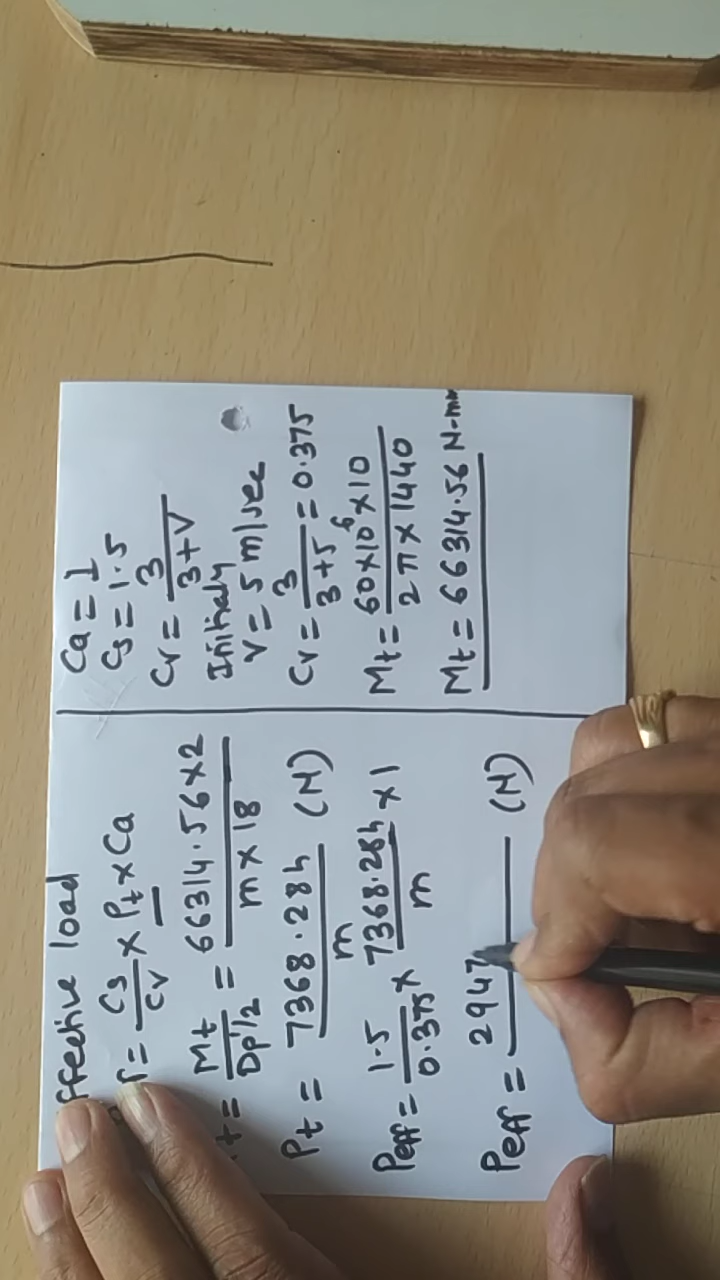 ffective load
= Cs/Cv × Pt × Ca
t = Mt/Dp'/2 = 66314.56×2/m×18
Pt = 7368.284/m (N)
Peff = 1.5/0.375 × 7368.284/m × 1
Peff = 2947 (N)
Ca = 1
Cs = 1.5
Cv = 3/3+V
Initialy
V = 5 m/sec
Cv = 3/3+5 = 0.375
Mt = 60×10⁶×10/2π×1440
Mt = 66314.56 N-mm